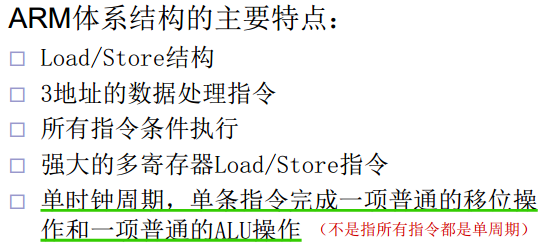 ARM体系结构的主要特点:
Load/Store结构
3地址的数据处理指令
所有指令条件执行
强大的多寄存器Load/Store指令
单时钟周期，单条指令完成一项普通的移位操
作和一项普通的ALU操作（不是指所有指令都是单周期）